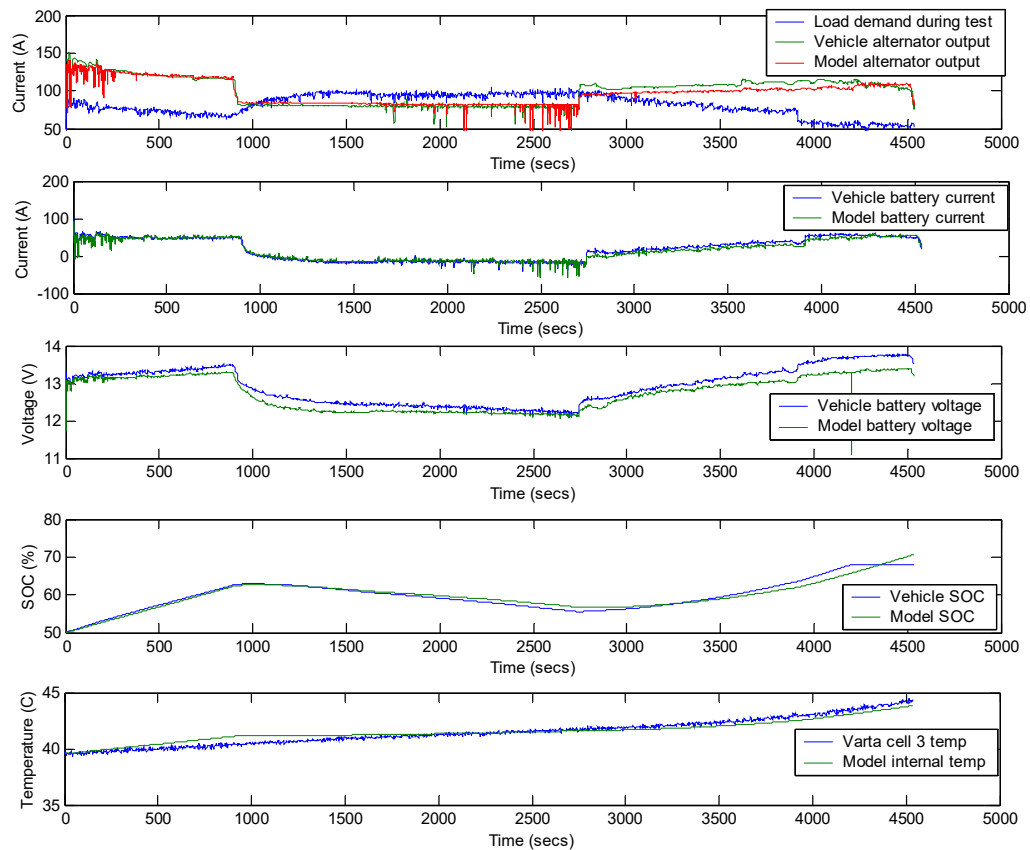 200
150
100
50
Current (A)
Load demand during test
Vehicle alternator output
Model alternator output
0 500 1000 1500 2000 2500 3000 3500 4000 4500 5000
Time (secs)
200
100
0
-100
Current (A)
Vehicle battery current
Model battery current
0 500 1000 1500 2000 2500 3000 3500 4000 4500 5000
Time (secs)
14
13
12
11
Voltage (V)
Vehicle battery voltage
Model battery voltage
0 500 1000 1500 2000 2500 3000 3500 4000 4500 5000
Time (secs)
80
70
60
50
SOC (%)
Vehicle SOC
Model SOC
0 500 1000 1500 2000 2500 3000 3500 4000 4500 5000
Time (secs)
45
40
35
Temperature (C)
Varta cell 3 temp
Model internal temp
0 500 1000 1500 2000 2500 3000 3500 4000 4500 5000
Time (secs)